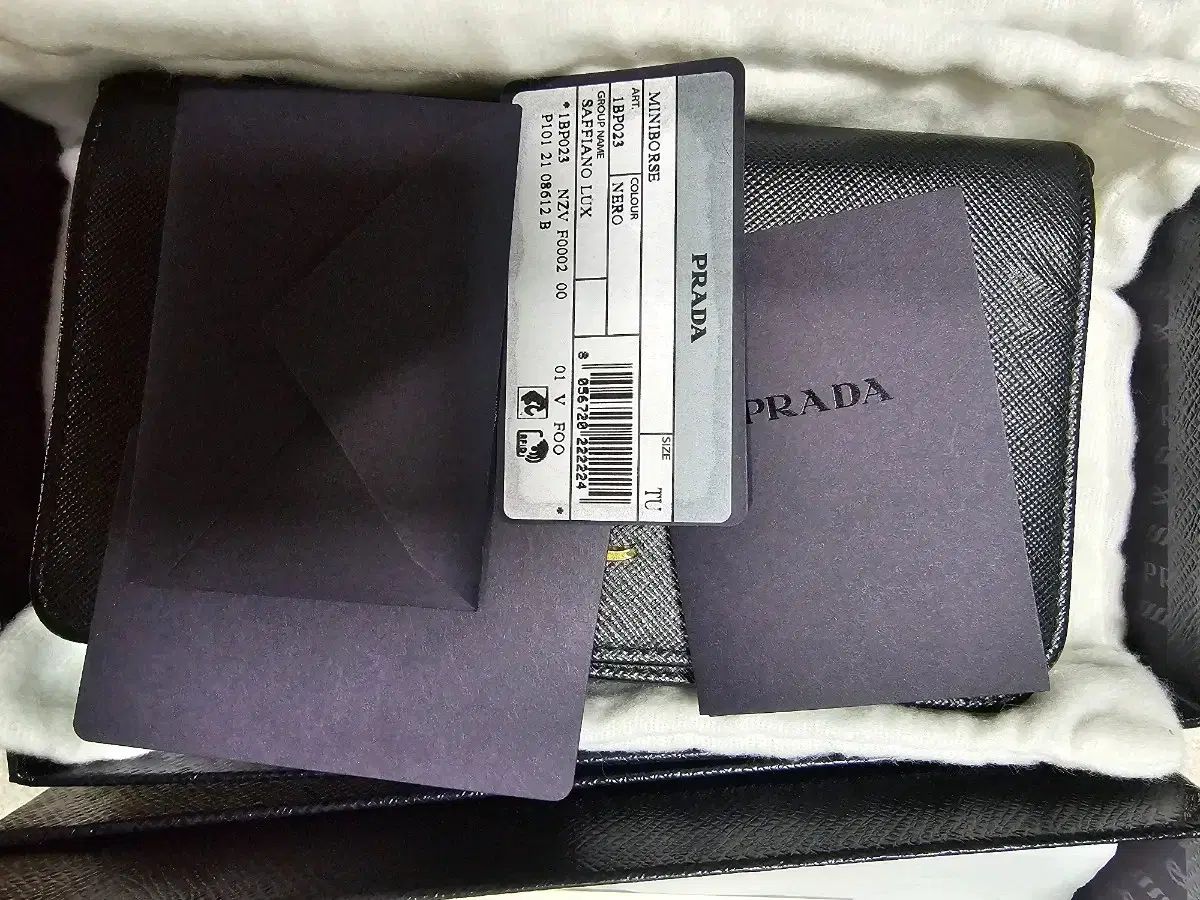 PRADA
MINIBORSE
SIZE
TU
ART.
1BP023
COLOUR
NERO
GROUP NAME
SAFFIANO LUX
8 056720 222224
*1BP023 NZV F0002 00 01 V FOO *
P101 21 08612 B
RFID
PRADA